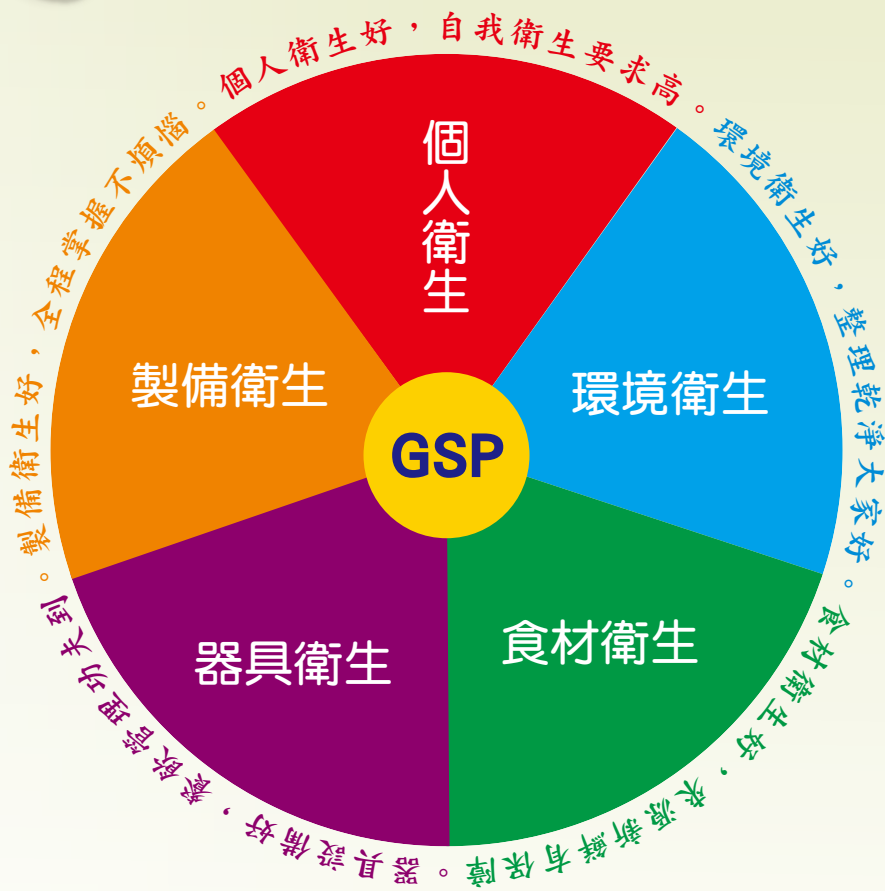 個人衛生好，自我衛生要求高。
環境衛生好，整理乾淨大家好。
食材衛生好，來源新鮮有保障。
器具設備好，餐飲管理功夫到。
製備衛生好，全程掌握不煩惱。
個人衛生
環境衛生
食材衛生
器具衛生
製備衛生
GSP